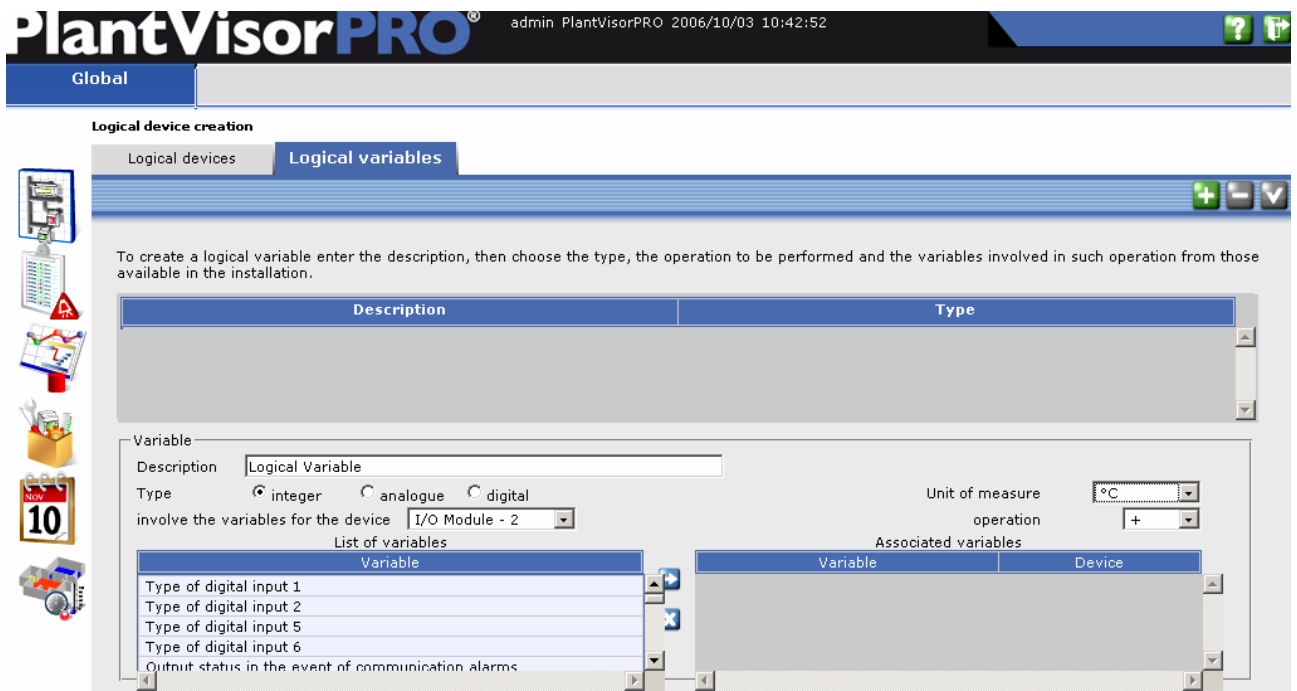 PlantVisorPRO®
admin PlantVisorPRO 2006/10/03 10:42:52
?
Global
Logical device creation
Logical devices
Logical variables
To create a logical variable enter the description, then choose the type, the operation to be performed and the variables involved in such operation from those
available in the installation.
Description Type
Variable
Description Logical Variable
Type integer analogue digital Unit of measure °C
involve the variables for the device I/O Module - 2 operation +
List of variables Associated variables
Variable Variable Device
Type of digital input 1
Type of digital input 2
Type of digital input 5
Type of digital input 6
Output status in the event of communication alarms
NOV
10